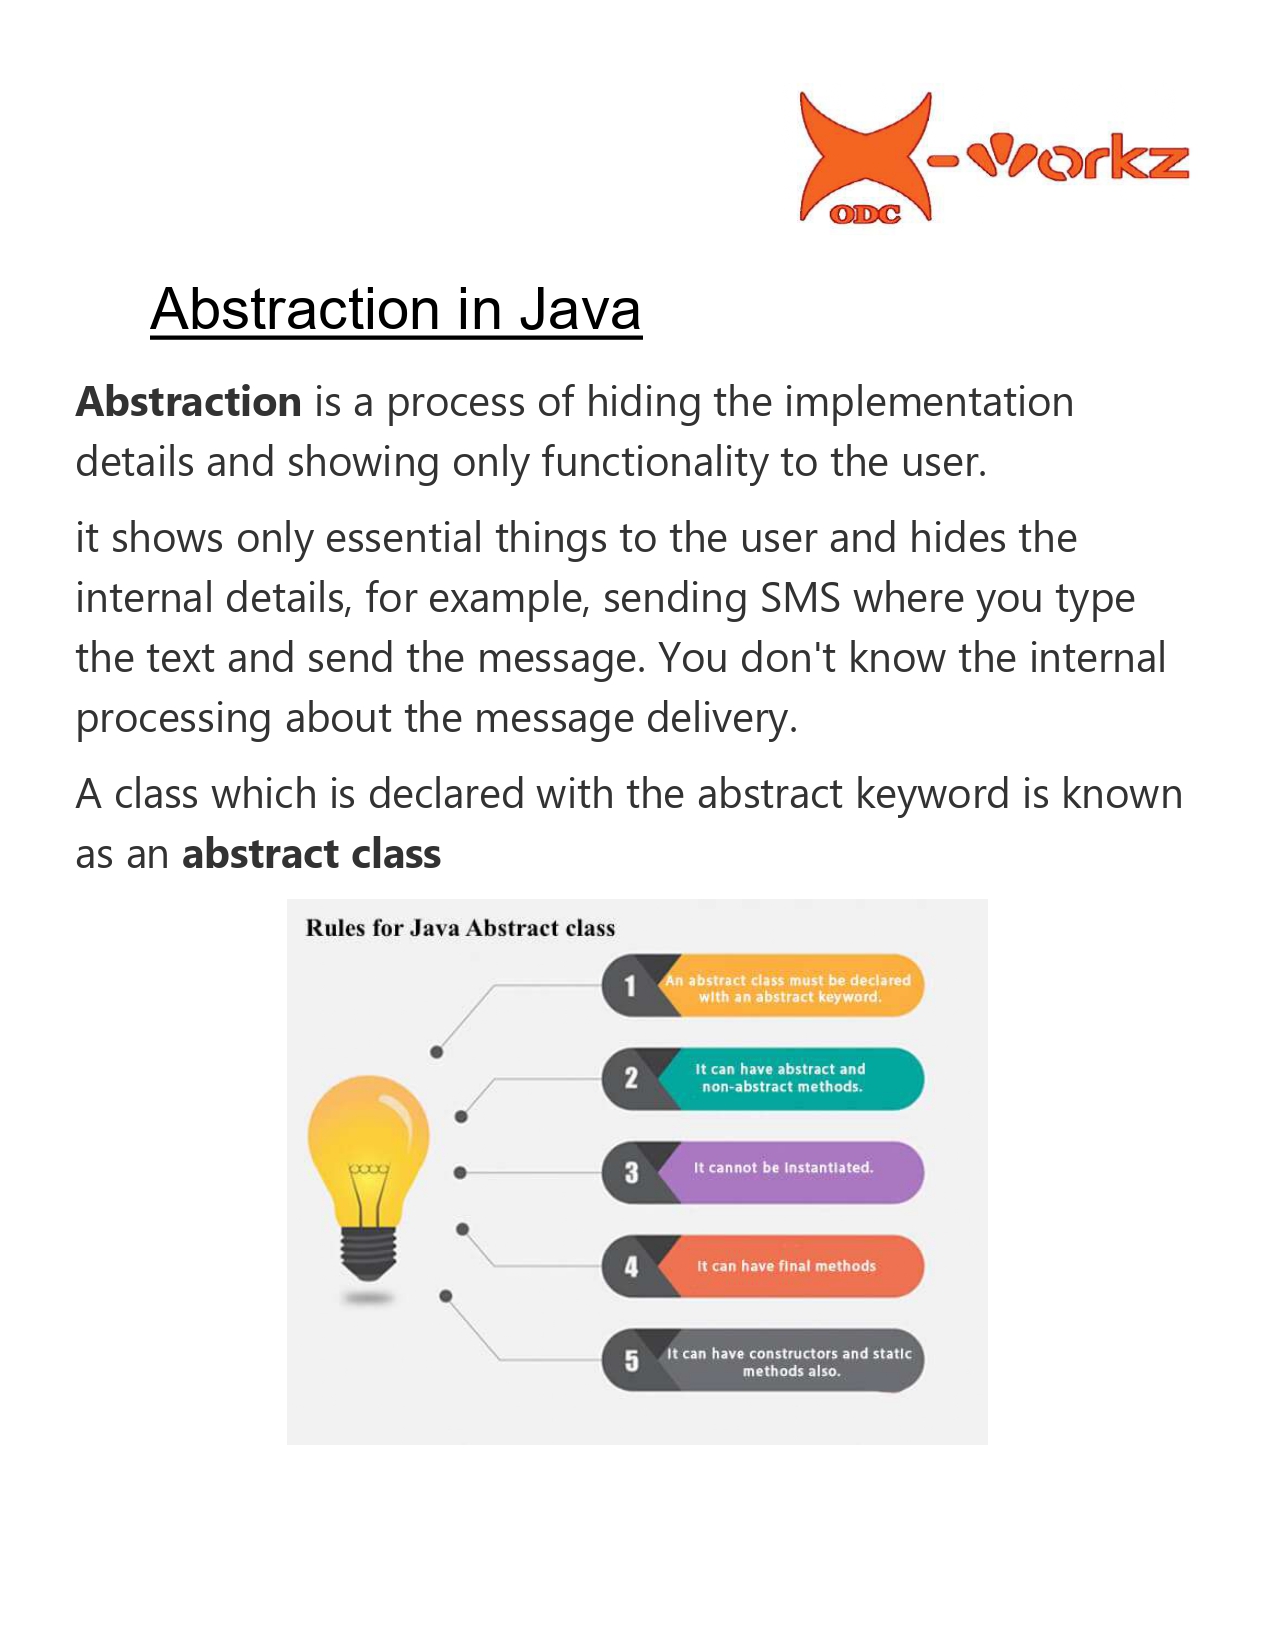 X-Workz
ODC
Abstraction in Java
Abstraction is a process of hiding the implementation
details and showing only functionality to the user.
it shows only essential things to the user and hides the
internal details, for example, sending SMS where you type
the text and send the message. You don't know the internal
processing about the message delivery.
A class which is declared with the abstract keyword is known
as an abstract class
Rules for Java Abstract class
1
An abstract class must be declared
with an abstract keyword.
2
It can have abstract and
non-abstract methods.
3
It cannot be instantiated.
4
It can have final methods
5
It can have constructors and static
methods also.